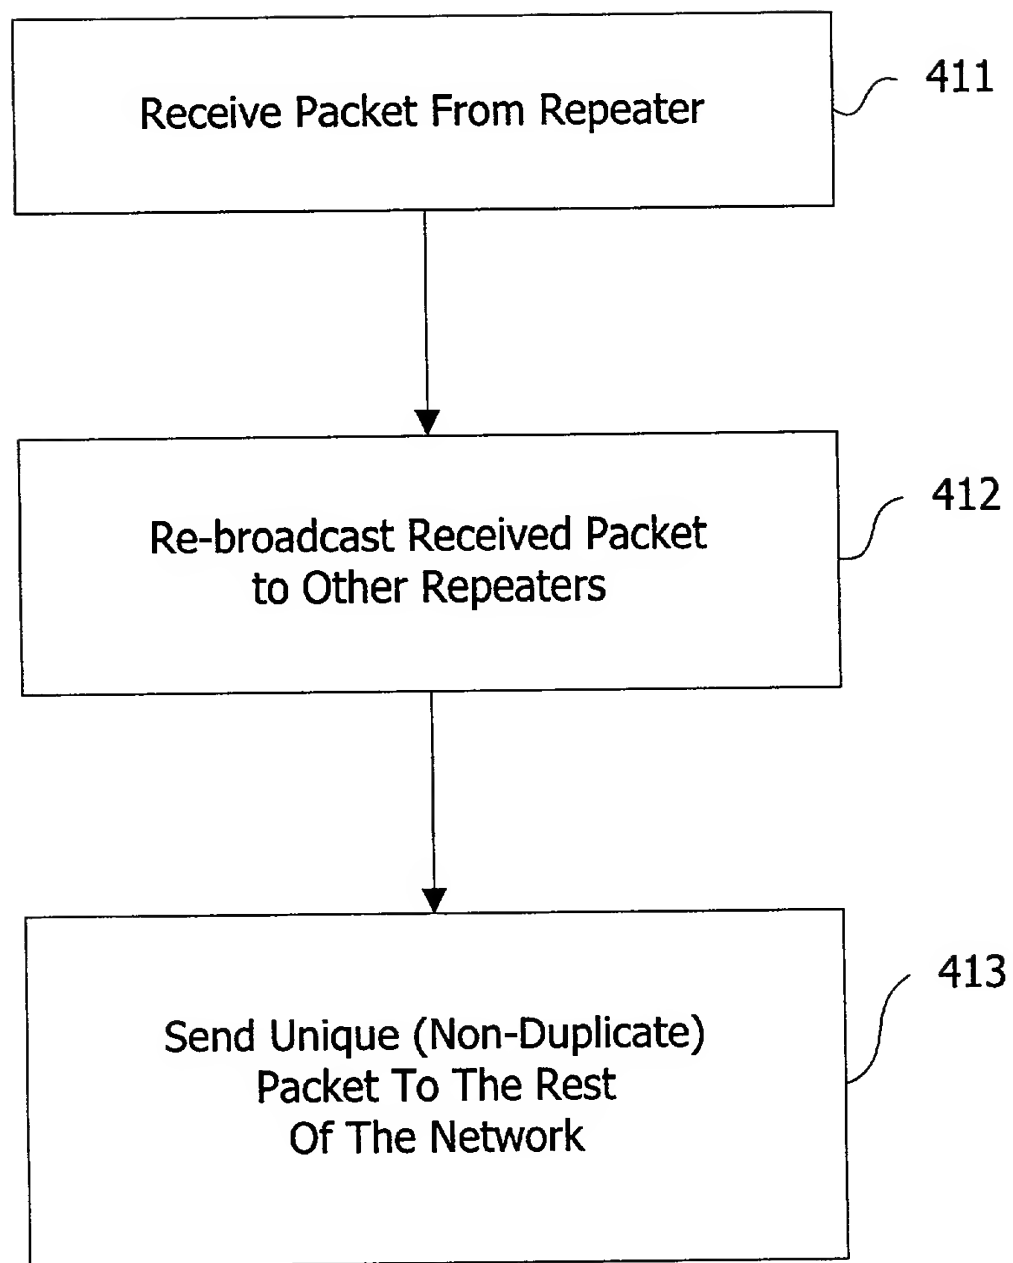 Receive Packet From Repeater
411
Re-broadcast Received Packet
to Other Repeaters
412
Send Unique (Non-Duplicate)
Packet To The Rest
Of The Network
413